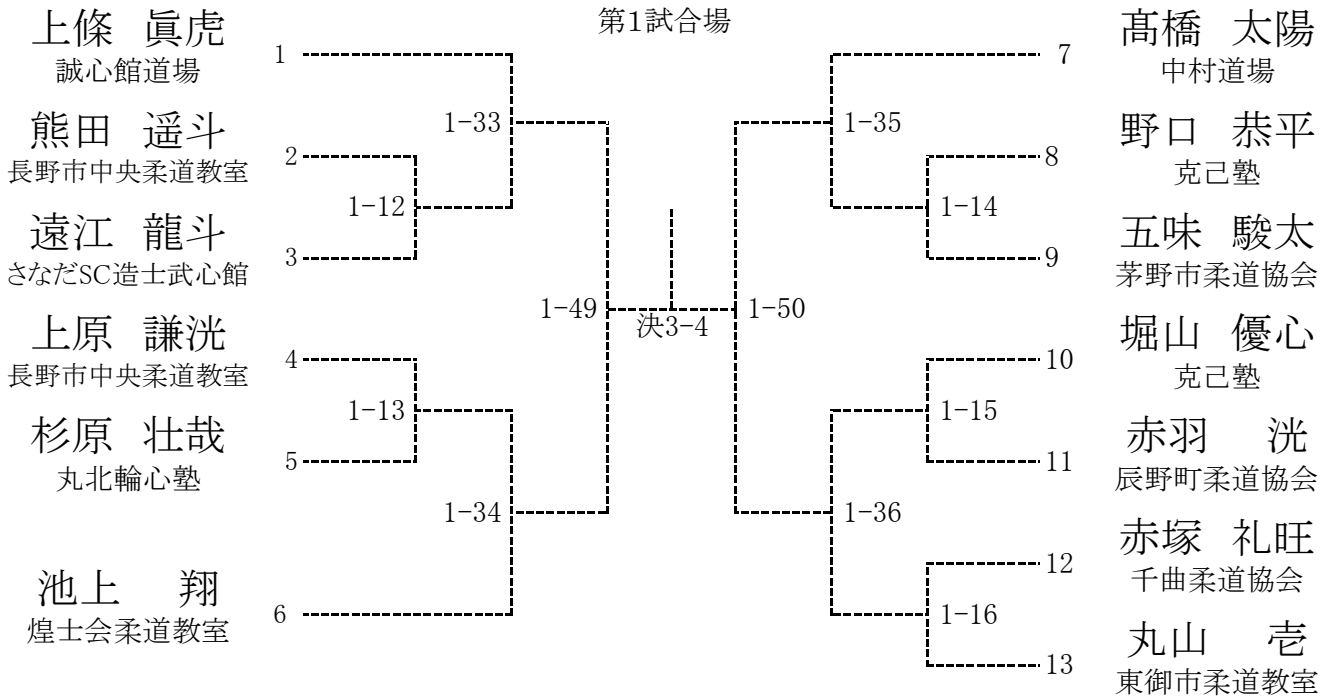 第1試合場
上條 眞虎
誠心館道場
1
熊田 遥斗
長野市中央柔道教室
2
遠江 龍斗
さなだSC造士武心館
3
上原 謙洸
長野市中央柔道教室
4
杉原 壮哉
丸北輪心塾
5
池上 翔
煌士会柔道教室
6
1-33
1-12
1-49
1-13
1-34
決3-4
1-35
1-14
1-50
1-15
1-36
1-16
7
髙橋 太陽
中村道場
8
野口 恭平
克己塾
9
五味 駿太
茅野市柔道協会
10
堀山 優心
克己塾
11
赤羽 洸
辰野町柔道協会
12
赤塚 礼旺
千曲柔道協会
13
丸山 壱
東御市柔道教室